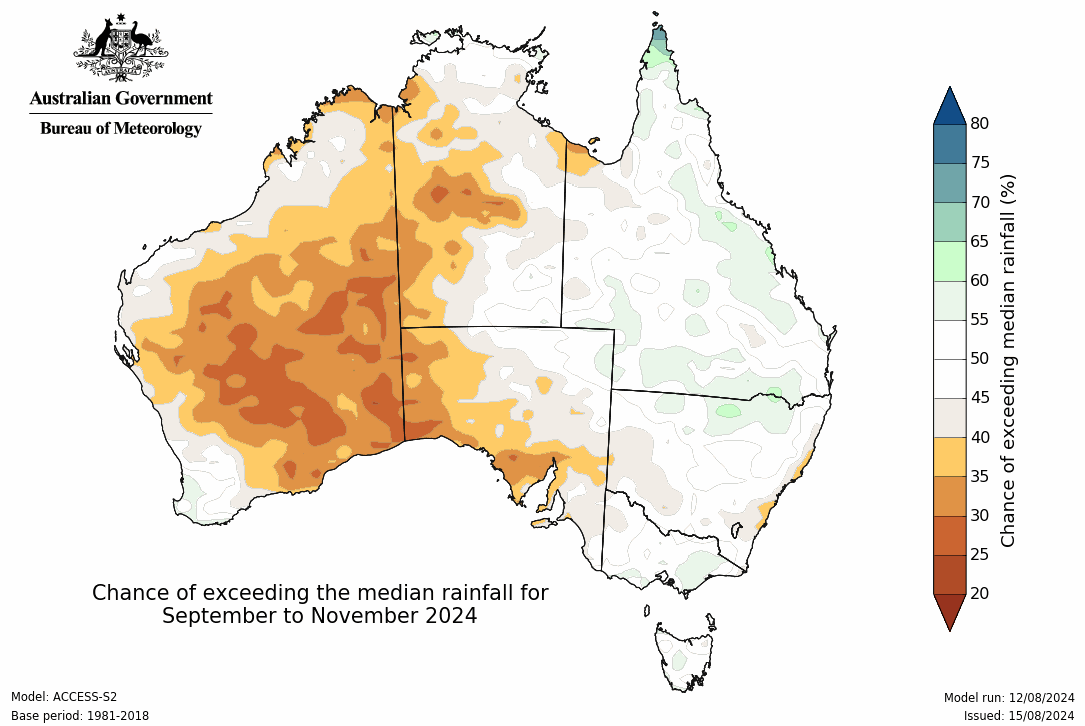 Australian Government
Bureau of Meteorology
80
75
70
65
60
55
50
45
40
35
30
25
20
Chance of exceeding median rainfall (%)
Chance of exceeding the median rainfall for
September to November 2024
Model: ACCESS-S2
Base period: 1981-2018
Model run: 12/08/2024
Issued: 15/08/2024